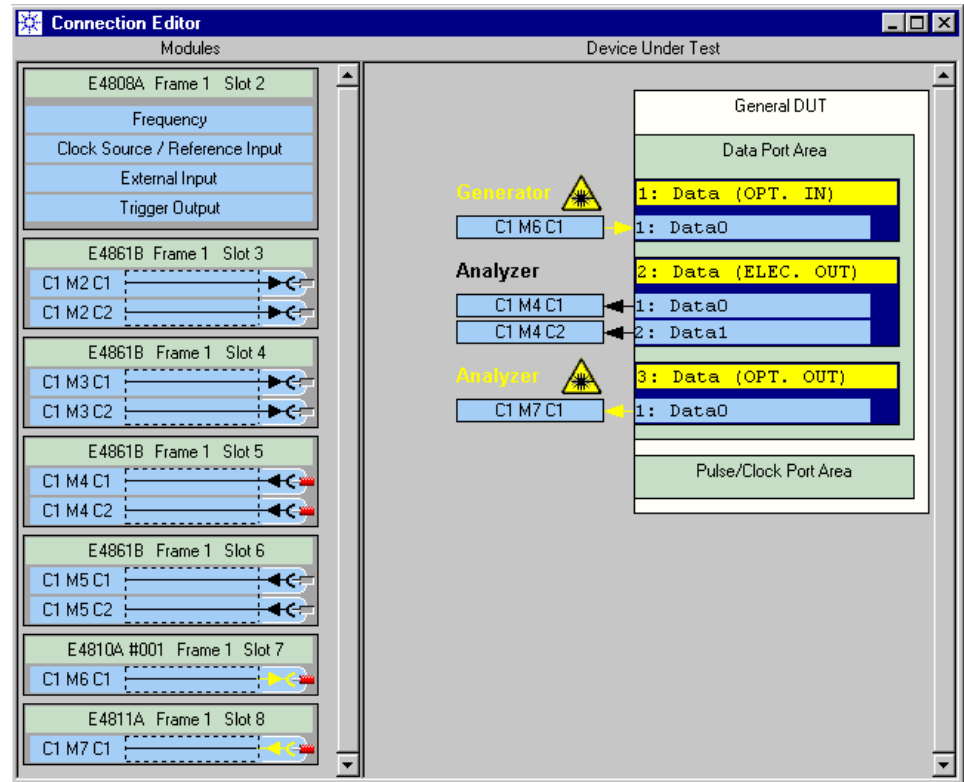 Connection Editor
Modules
Device Under Test
E4808A Frame 1 Slot 2
Frequency
Clock Source / Reference Input
External Input
Trigger Output
E4861B Frame 1 Slot 3
C1 M2 C1
C1 M2 C2
E4861B Frame 1 Slot 4
C1 M3 C1
C1 M3 C2
E4861B Frame 1 Slot 5
C1 M4 C1
C1 M4 C2
E4861B Frame 1 Slot 6
C1 M5 C1
C1 M5 C2
E4810A #001 Frame 1 Slot 7
C1 M6 C1
E4811A Frame 1 Slot 8
C1 M7 C1
General DUT
Data Port Area
Generator
1: Data (OPT. IN)
C1 M6 C1
1: Data0
Analyzer
2: Data (ELEC. OUT)
C1 M4 C1
1: Data0
C1 M4 C2
2: Data1
Analyzer
3: Data (OPT. OUT)
C1 M7 C1
1: Data0
Pulse/Clock Port Area